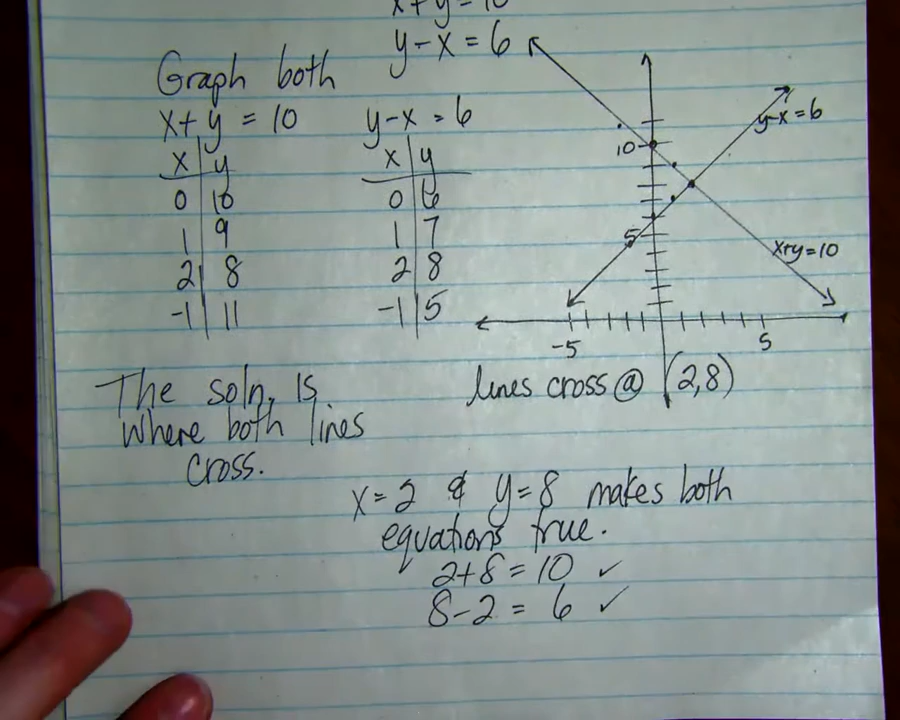 x+y=10
y-x=6
Graph both
x+y=10
x y
0 10
1 9
2 8
-1 11
y-x=6
x y
0 6
1 7
2 8
-1 5
y-x=6
10
5
x+y=10
-5 5
The soln, is
where both lines
cross.
lines cross @ (2,8)
x=2 & y=8 makes both
equations true.
2+8=10 ✓
8-2=6 ✓